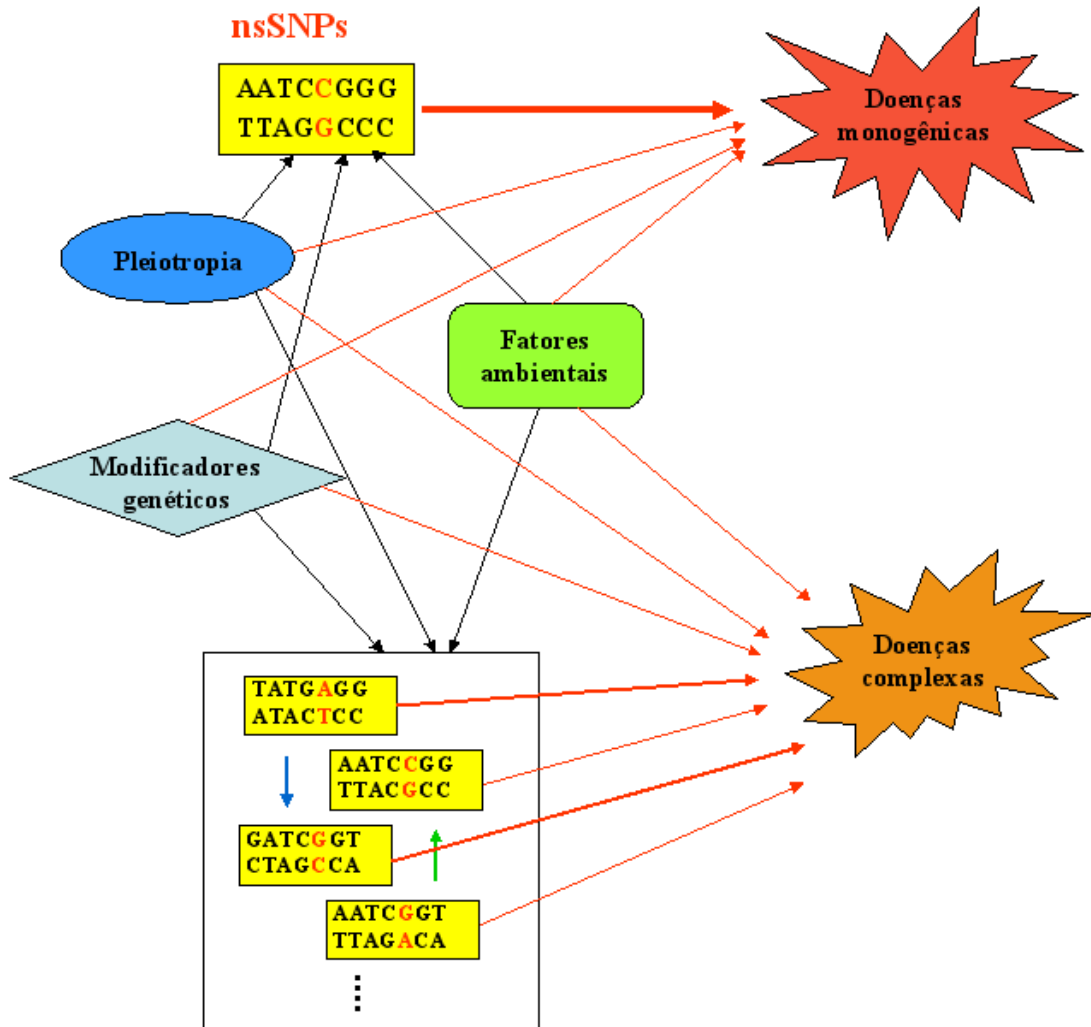 nsSNPs
AATCCGGG
TTAGGCCC
Doenças
monogênicas
Pleiotropia
Fatores
ambientais
Modificadores
genéticos
Doenças
complexas
TATGAGG
ATACTCC
AATCCGG
TTACGCC
GATCGGT
CTAGCCA
AATCGGT
TTAGACA